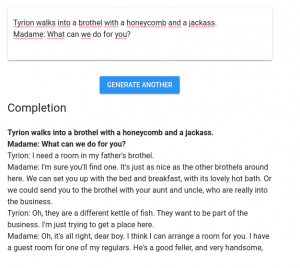 Tyrion walks into a brothel with a honeycomb and a jackass.
Madame: What can we do for you?
GENERATE ANOTHER
Completion
Tyrion walks into a brothel with a honeycomb and a jackass.
Madame: What can we do for you?
Tyrion: I need a room in my father's brothel.
Madame: I'm sure you'll find one. It's just as nice as the other brothels around
here. We can set you up with the bed and breakfast, with its lovely hot bath. Or
we could send you to the brothel with your aunt and uncle, who are really into
the business.
Tyrion: Oh, they are a different kettle of fish. They want to be part of the
business. I'm just trying to get a place here.
Madame: Oh, it's all right, dear boy. I think I can arrange a room for you. I have
a guest room for one of my regulars. He's a good feller, and very handsome,